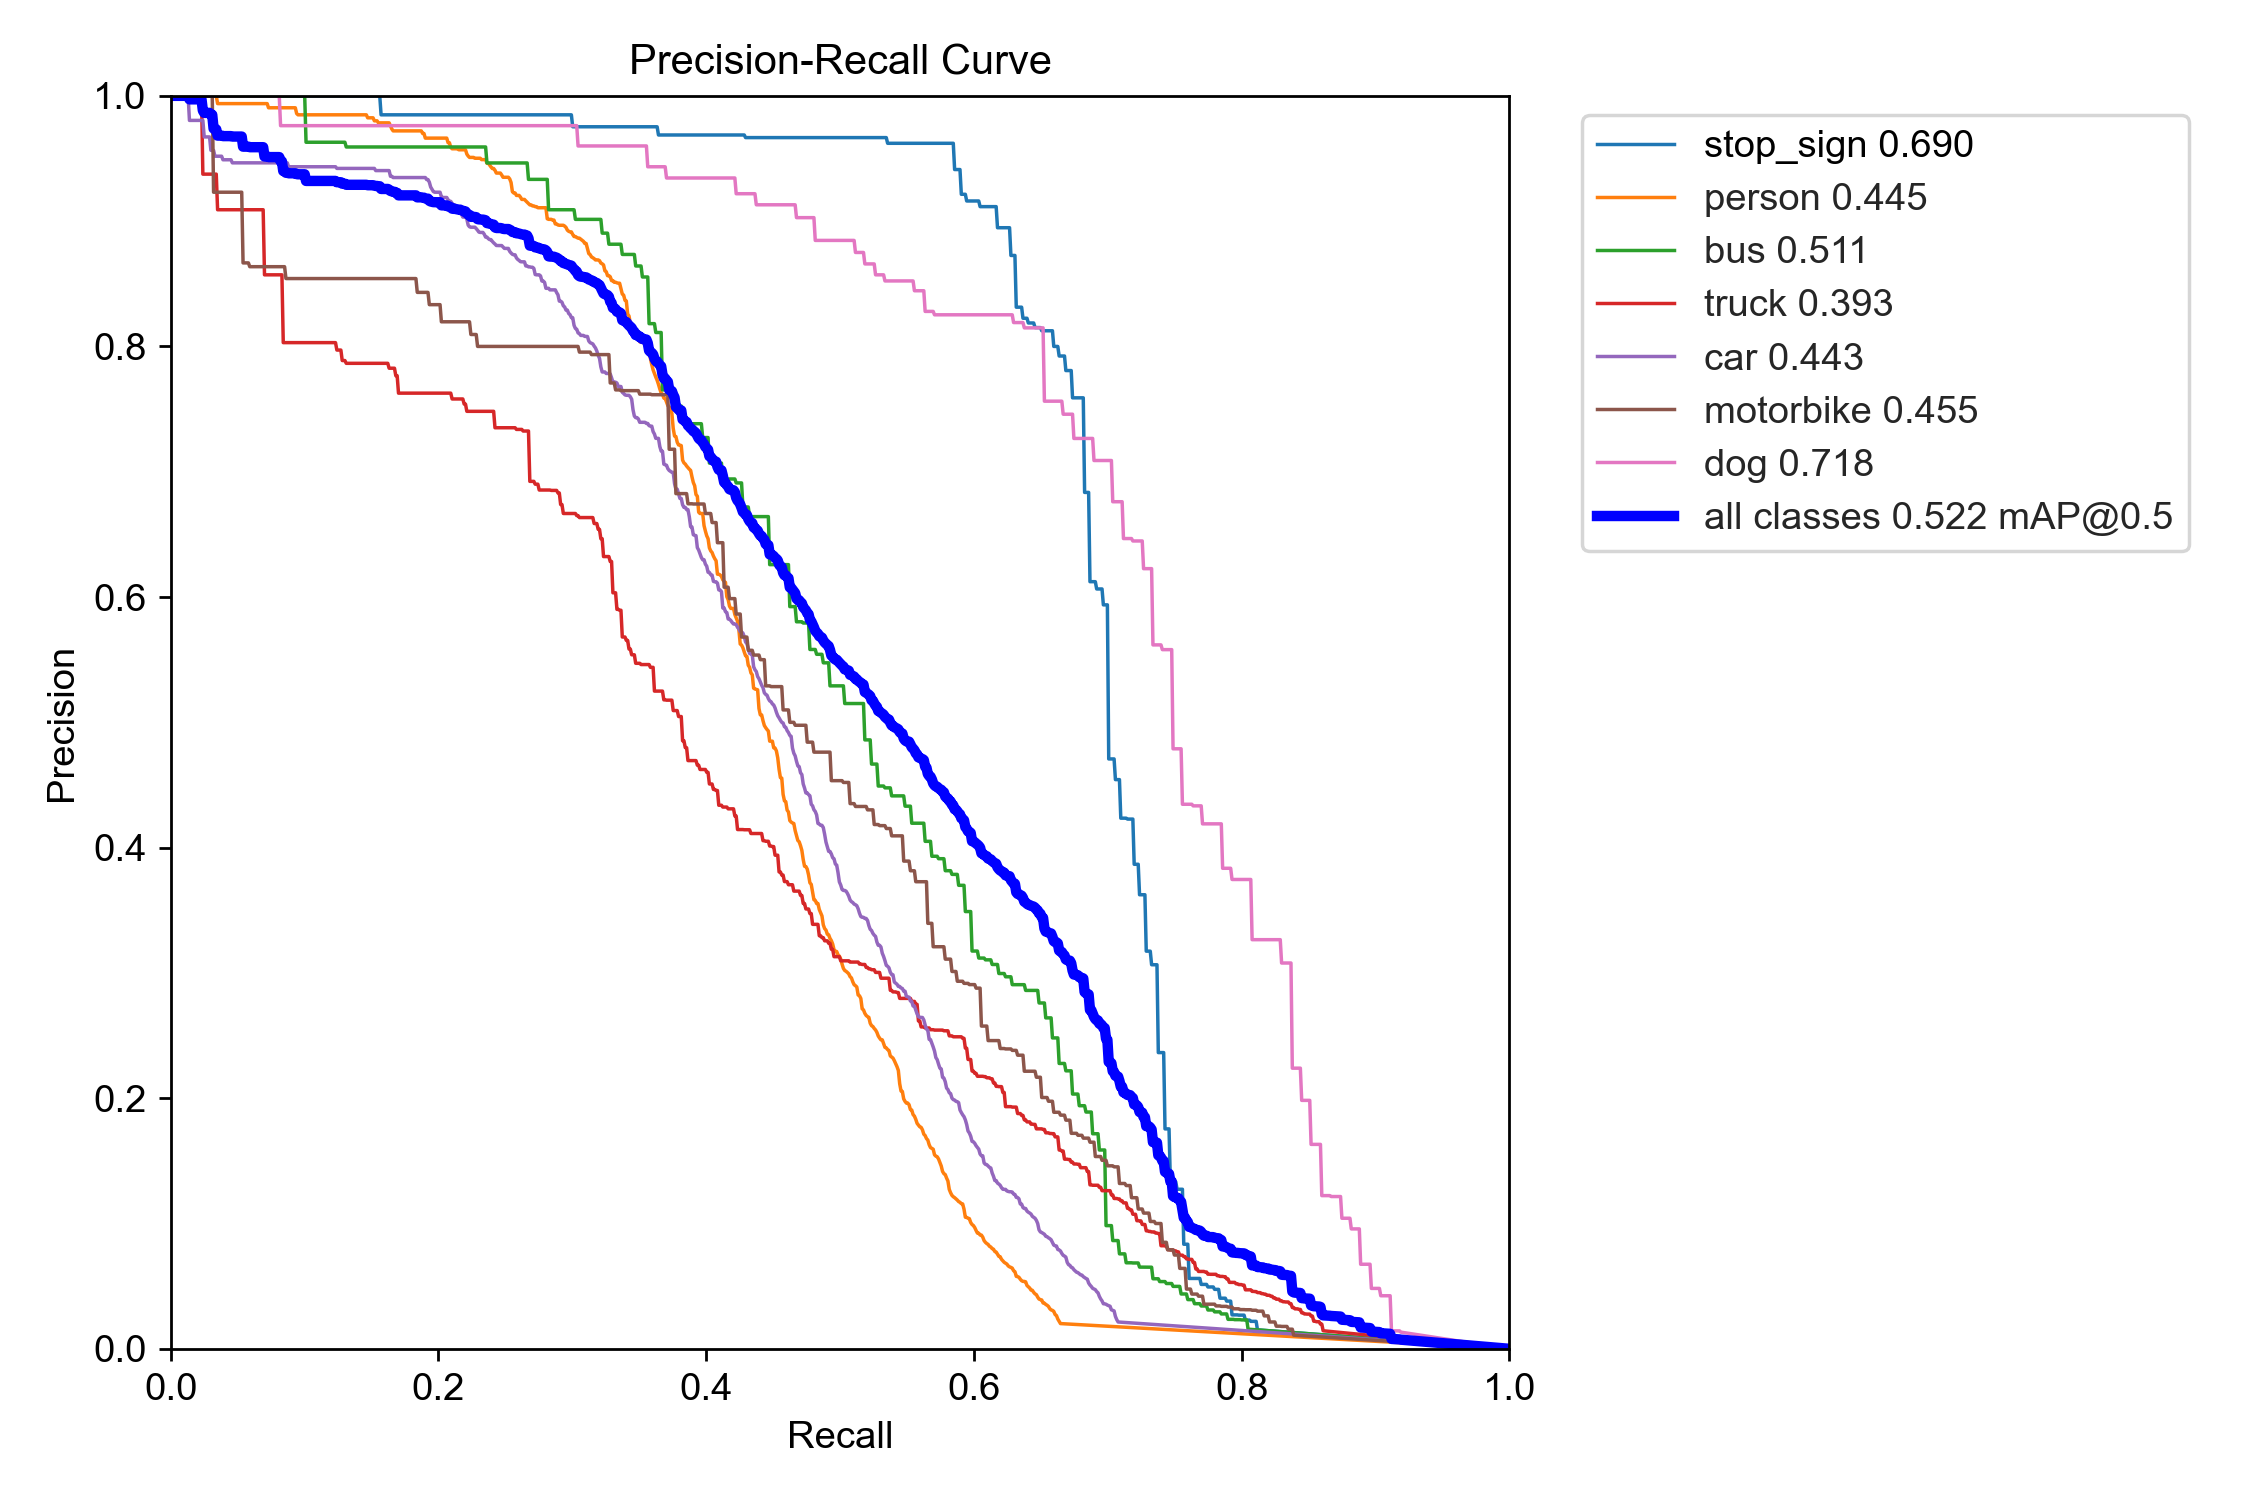 Precision-Recall Curve
1.0
0.8
0.6
0.4
0.2
0.0
Precision
0.0 0.2 0.4 0.6 0.8 1.0
Recall
stop_sign 0.690
person 0.445
bus 0.511
truck 0.393
car 0.443
motorbike 0.455
dog 0.718
all classes 0.522 mAP@0.5